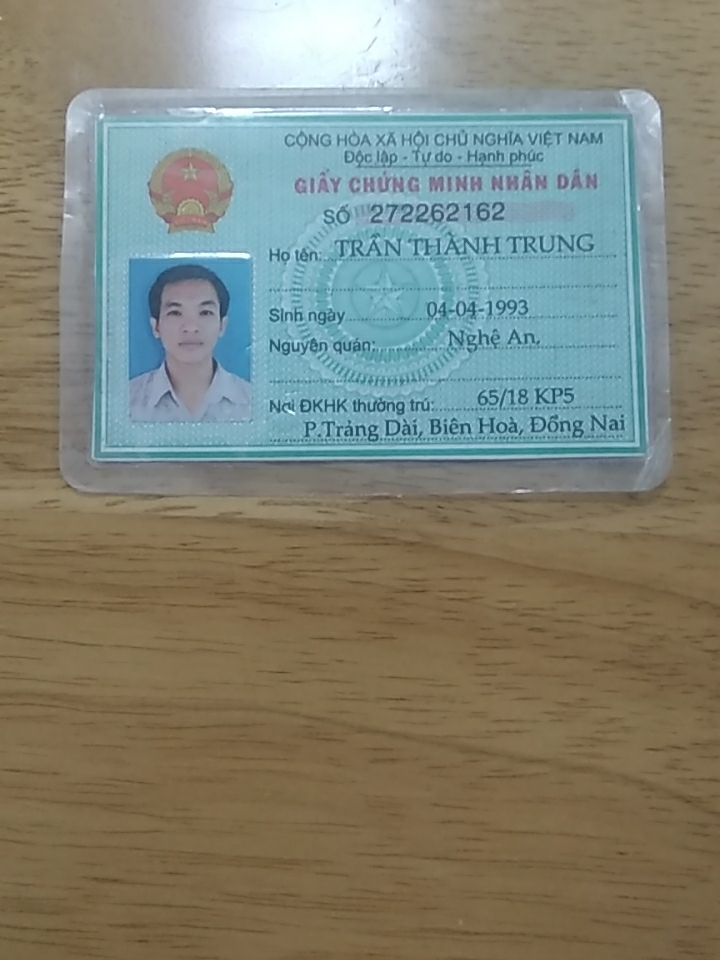 CỘNG HÒA XÃ HỘI CHỦ NGHĨA VIỆT NAM
Độc lập - Tự do - Hạnh phúc
GIẤY CHỨNG MINH NHÂN DÂN
SỐ 272262162
Họ tên: TRẦN THÀNH TRUNG
Sinh ngày 04-04-1993
Nguyên quán: Nghệ An,
Nơi ĐKHK thường trú: 65/18 KP5
P.Trảng Dài, Biên Hoà, Đồng Nai